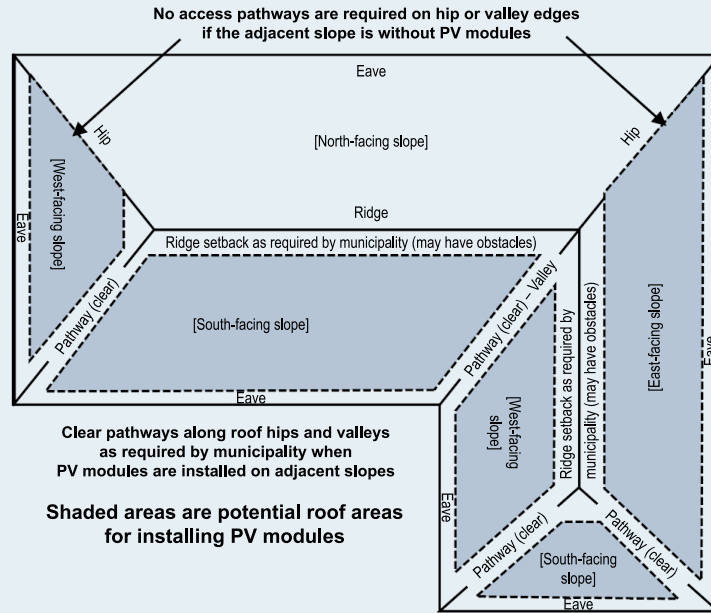 No access pathways are required on hip or valley edges
if the adjacent slope is without PV modules
Eave
Hip
Hip
[North-facing slope]
[West-facing slope]
Eave
Ridge
Ridge setback as required by municipality (may have obstacles)
Pathway (clear)
[South-facing slope]
Pathway (clear) – Valley
Ridge setback as required by
municipality (may have obstacles)
[East-facing slope]
Eave
Eave
[West-facing
slope]
Clear pathways along roof hips and valleys
as required by municipality when
PV modules are installed on adjacent slopes
Shaded areas are potential roof areas
for installing PV modules
Eave
Pathway (clear)
[South-facing
slope]
Pathway (clear)
Eave